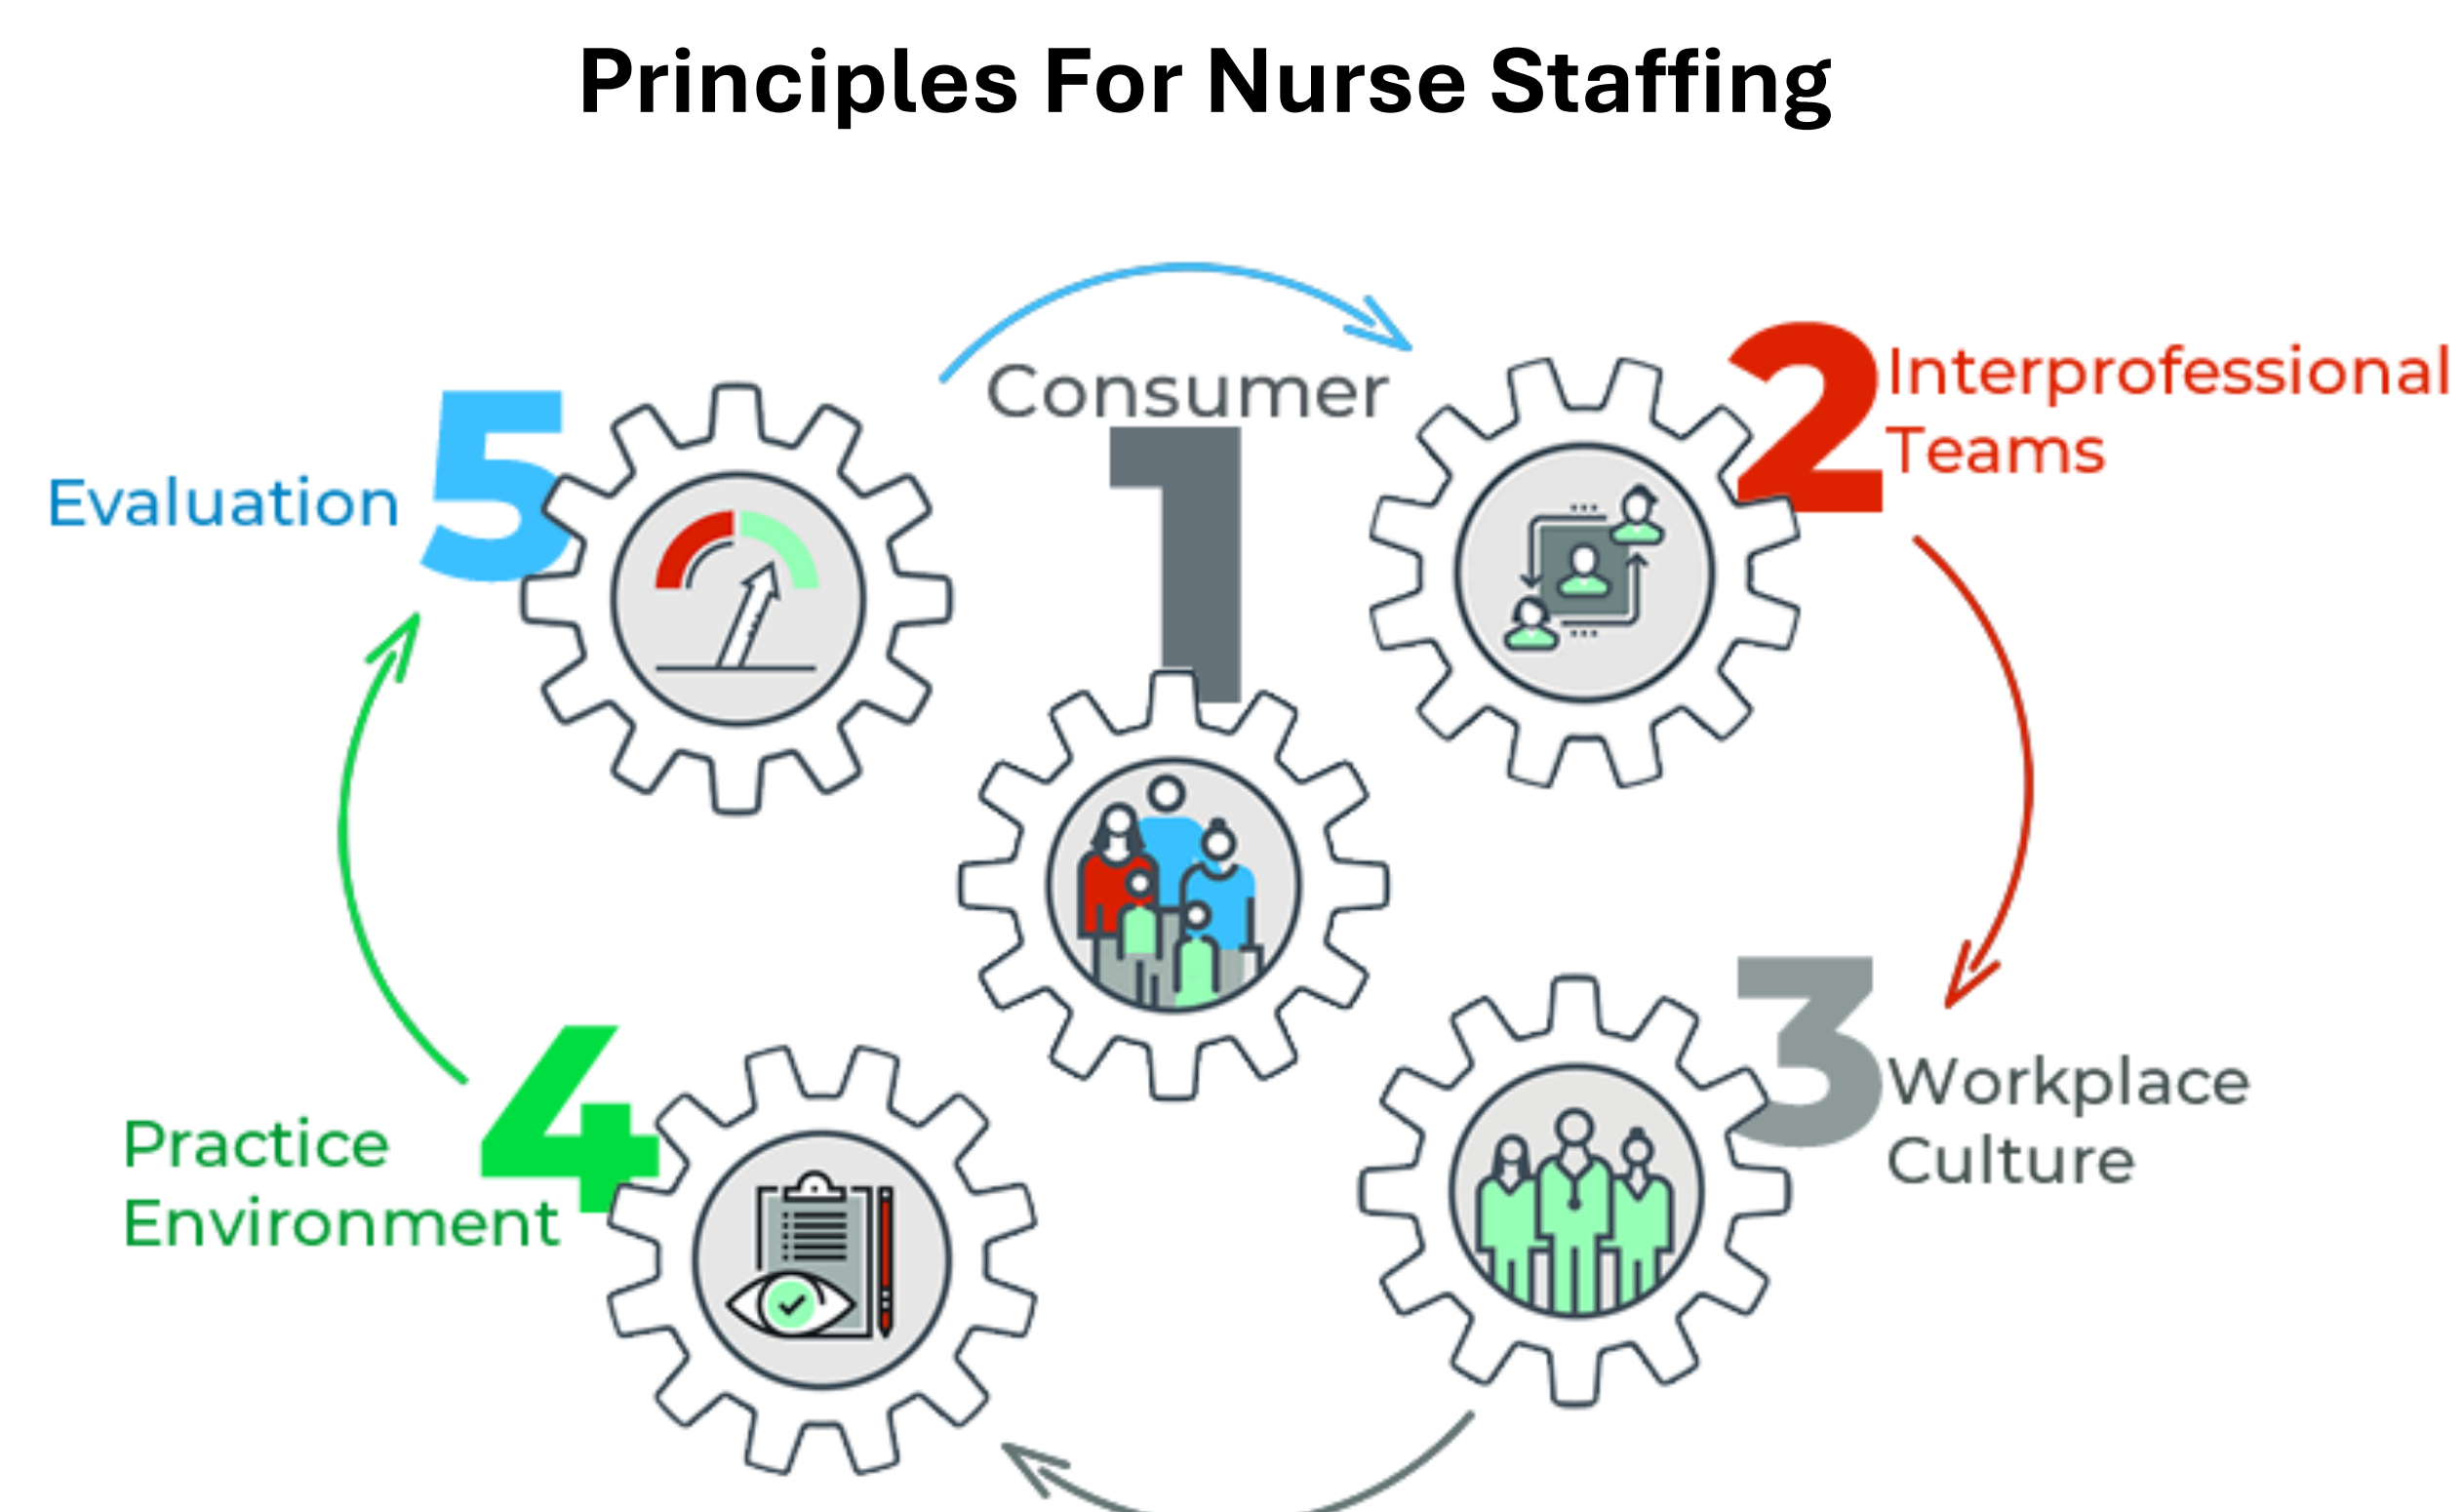 Principles For Nurse Staffing
Consumer
1
2
Interprofessional
Teams
3
Workplace
Culture
4
Practice
Environment
5
Evaluation